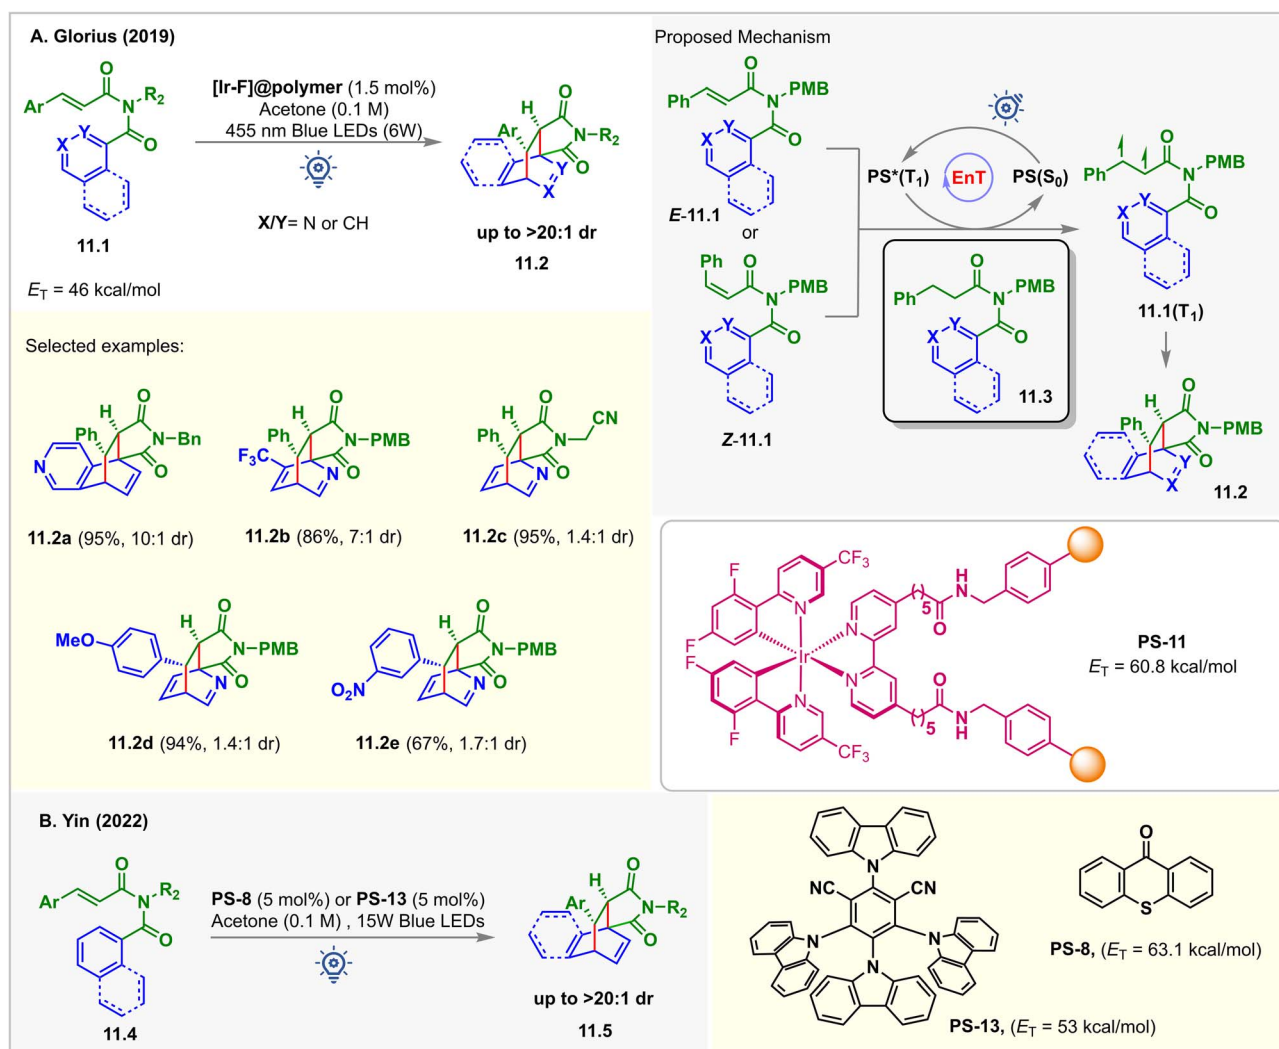 A. Glorius (2019)
Ar
O
N
R2
O
X
Y
11.1
ET = 46 kcal/mol
[Ir-F]@polymer (1.5 mol%)
Acetone (0.1 M)
455 nm Blue LEDs (6W)
X/Y= N or CH
H
Ar
O
N-R2
O
Y
X
up to >20:1 dr
11.2
Proposed Mechanism
Ph
O
N
PMB
O
X
Y
E-11.1
or
Ph
O
N
PMB
O
X
Y
Z-11.1
PS*(T1)
EnT
PS(S0)
Ph
O
N
PMB
O
X
Y
11.3
Ph
O
N
PMB
O
X
Y
11.1(T1)
H
Ar
O
N-PMB
O
Y
X
11.2
Selected examples:
H
Ph
O
N-Bn
O
N
11.2a (95%, 10:1 dr)
H
Ph
O
N-PMB
O
F3C
N
11.2b (86%, 7:1 dr)
H
Ph
O
CN
N
O
N
11.2c (95%, 1.4:1 dr)
MeO
H
O
N-PMB
O
N
11.2d (94%, 1.4:1 dr)
O2N
H
O
N-PMB
O
N
11.2e (67%, 1.7:1 dr)
F
CF3
N
F
F
Ir
N
N
N
F
CF3
( )5
O
H
N
( )5
O
N
H
PS-11
ET = 60.8 kcal/mol
B. Yin (2022)
Ar
O
N
R2
O
11.4
PS-8 (5 mol%) or PS-13 (5 mol%)
Acetone (0.1 M) , 15W Blue LEDs
H
Ar
O
N-R2
O
up to >20:1 dr
11.5
N
NC
CN
N
N
N
PS-13, (ET = 53 kcal/mol)
O
S
PS-8, (ET = 63.1 kcal/mol)